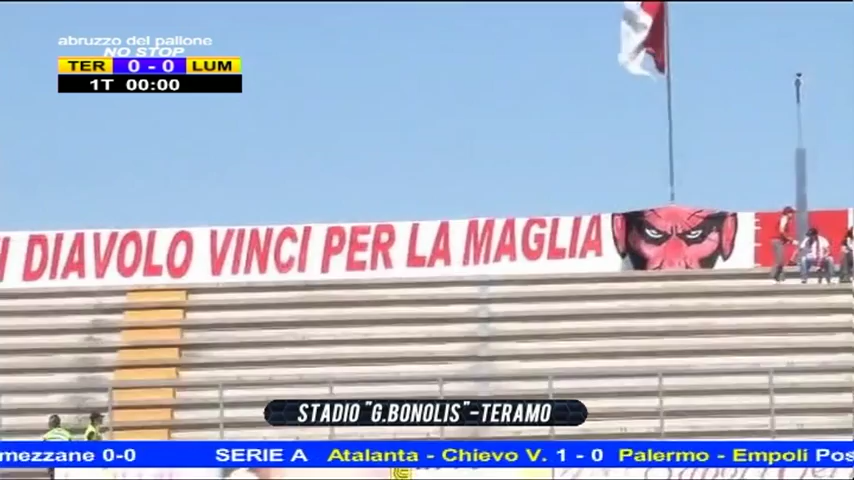 abruzzo del pallone
NO STOP
TER 0 - 0 LUM
1T 00:00
DIAVOLO VINCI PER LA MAGLIA
STADIO "G.BONOLIS"-TERAMO
mezzane 0-0 SERIE A Atalanta - Chievo V. 1 - 0 Palermo - Empoli Pos